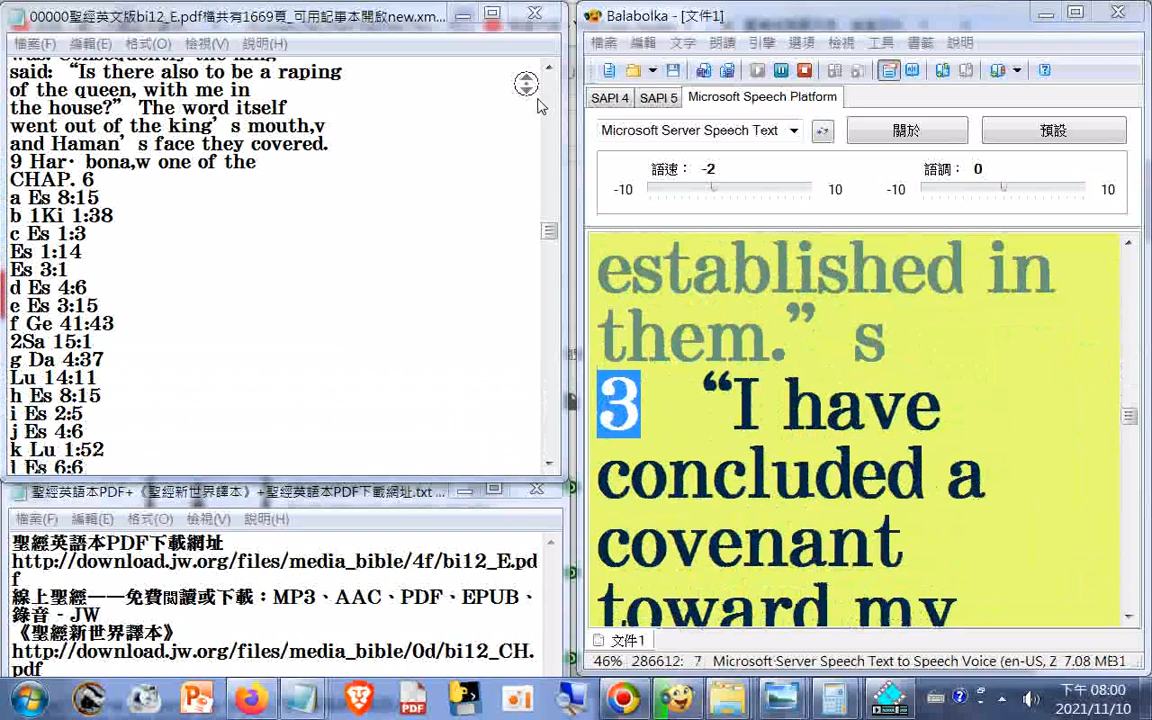 00000聖經英文版bi12_E.pdf檔共有1669頁_可用記事本開啟new.xm...
檔案(F) 編輯(E) 格式(O) 檢視(V) 說明(H)
was. Consequently the king
said: “Is there also to be a raping
of the queen, with me in
the house?” The word itself
went out of the king’s mouth,v
and Haman’s face they covered.
9 Har· bona,w one of the
CHAP. 6
a Es 8:15
b 1Ki 1:38
c Es 1:3
Es 1:14
Es 3:1
d Es 4:6
e Es 3:15
f Ge 41:43
2Sa 15:1
g Da 4:37
Lu 14:11
h Es 8:15
i Es 2:5
j Es 4:6
k Lu 1:52
l Es 6:6
聖經英語本PDF+《聖經新世界譯本》+聖經英語本PDF下載網址.txt ...
檔案(F) 編輯(E) 格式(O) 檢視(V) 說明(H)
聖經英語本PDF下載網址
http://download.jw.org/files/media_bible/4f/bi12_E.pd
f
線上聖經——免費閱讀或下載：MP3、AAC、PDF、EPUB、
錄音 - JW
《聖經新世界譯本》
http://download.jw.org/files/media_bible/0d/bi12_CH.
pdf
Balabolka - [文件1]
檔案 編輯 文字 朗讀 引擎 選項 檢視 工具 書籤 說明
SAPI 4 SAPI 5 Microsoft Speech Platform
Microsoft Server Speech Text 關於 預設
語速： -2 語調： 0
-10 10 -10 10
established in
them.” s
3 “I have
concluded a
covenant
toward my
文件1
46% 286612: 7 Microsoft Server Speech Text to Speech Voice (en-US, Z 7.08 MB1
下午 08:00
2021/11/10